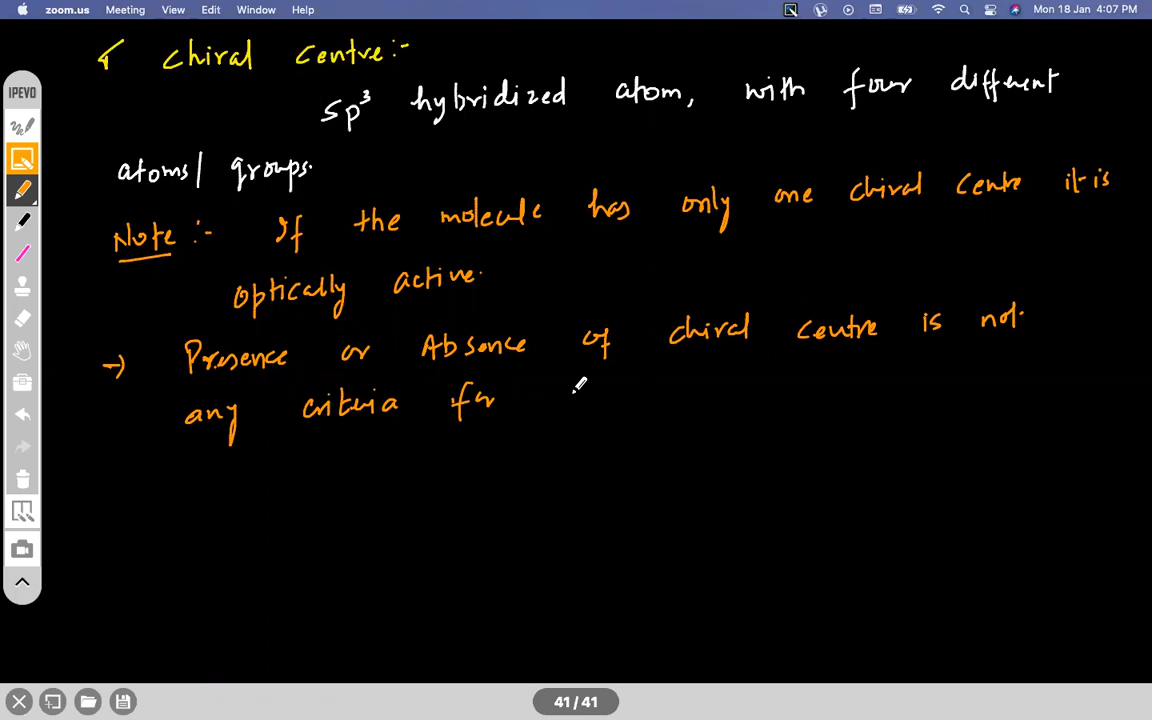 zoom.us Meeting View Edit Window Help Mon 18 Jan 4:07 PM
IPEVO
Chiral Centre:-
sp³ hybridized atom, with four different
atoms/ groups.
Note:- If the molecule has only one chiral centre it is
optically active.
→ Presence or Absence of chiral centre is not
any criteria for
41/41